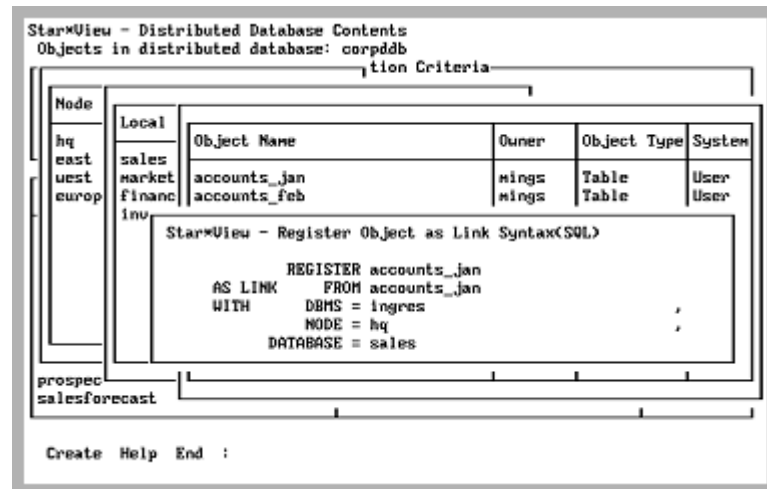 Star*View - Distributed Database Contents
Objects in distributed database: corpddb
tion Criteria
Node
Local
Object Name Owner Object Type System
hq
east sales
west market accounts_jan mings Table User
europ financ accounts_feb mings Table User
inv
Star*View - Register Object as Link Syntax(SQL)
REGISTER accounts_jan
AS LINK FROM accounts_jan
WITH DBMS = ingres ,
NODE = hq ,
DATABASE = sales
prospec
salesforecast
Create Help End :